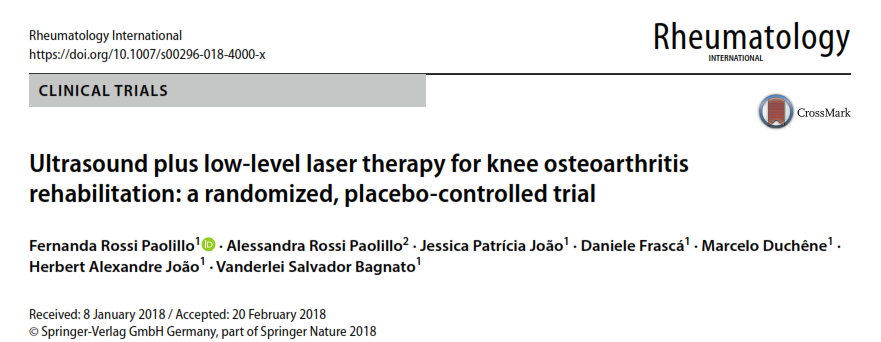 Rheumatology International
https://doi.org/10.1007/s00296-018-4000-x
Rheumatology
INTERNATIONAL
CLINICAL TRIALS
CrossMark
Ultrasound plus low-level laser therapy for knee osteoarthritis
rehabilitation: a randomized, placebo-controlled trial
Fernanda Rossi Paolillo¹ iD · Alessandra Rossi Paolillo² · Jessica Patrícia João¹ · Daniele Frascá¹ · Marcelo Duchêne¹ ·
Herbert Alexandre João¹ · Vanderlei Salvador Bagnato¹
Received: 8 January 2018 / Accepted: 20 February 2018
© Springer-Verlag GmbH Germany, part of Springer Nature 2018